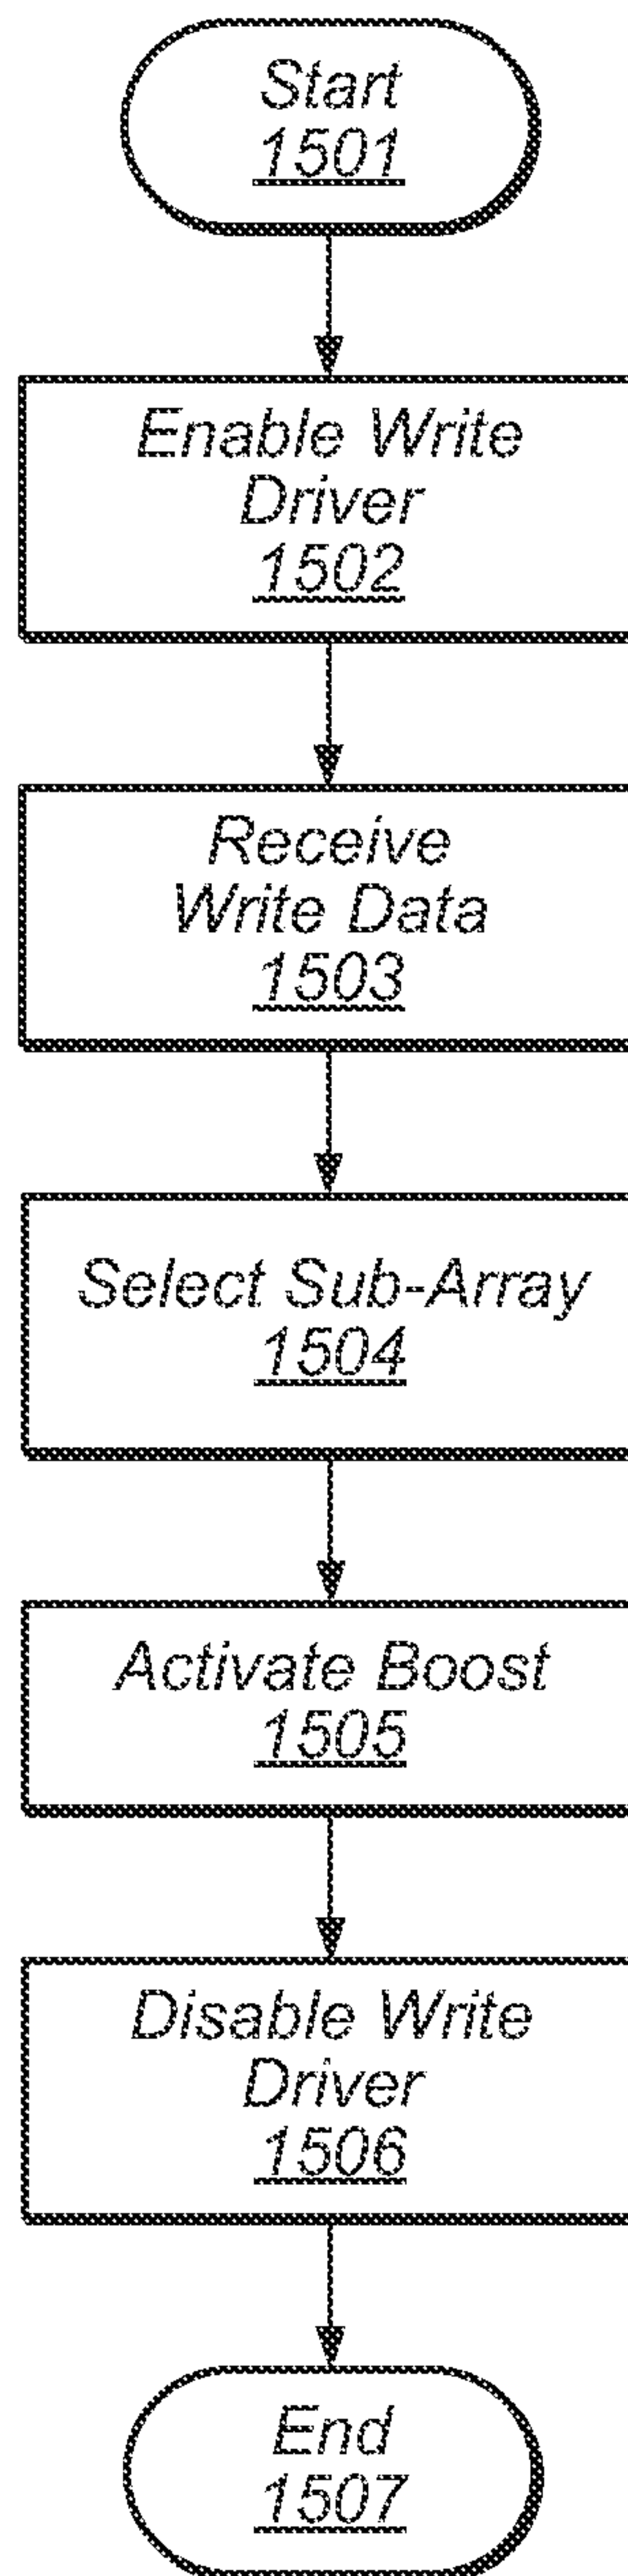 Start
1501
Enable Write
Driver
1502
Receive
Write Data
1503
Select Sub-Array
1504
Activate Boost
1505
Disable Write
Driver
1506
End
1507